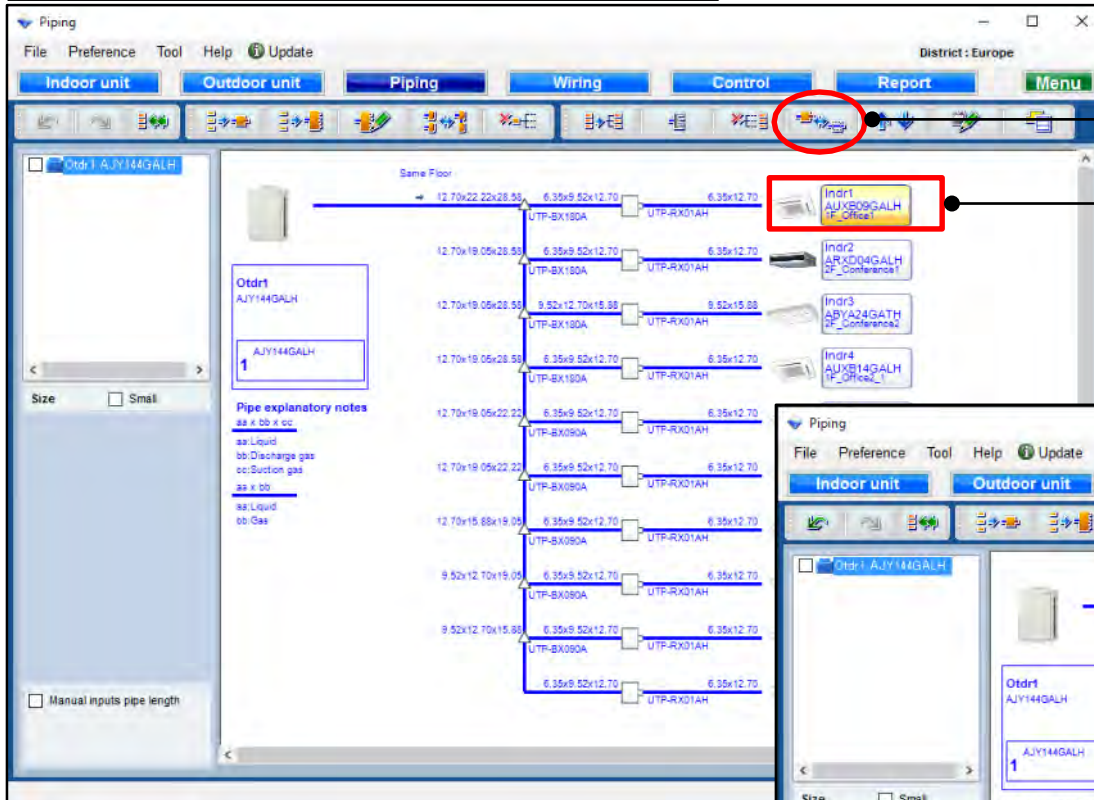 Piping
File Preference Tool Help Update District : Europe
Indoor unit Outdoor unit Piping Wiring Control Report Menu
Otdr1 AJY144GALH
Size Small
Manual inputs pipe length
Otdr1
AJY144GALH
AJY144GALH
1
Pipe explanatory notes
aa x bb x cc
aa:Liquid
bb:Discharge gas
cc:Suction gas
aa x bb
aa:Liquid
bb:Gas
Same Floor
12.70x22.22x28.58 6.35x9.52x12.70 6.35x12.70
UTP-BX180A UTP-RX01AH
Indr1
AUXB09GALH
1F_Office1
12.70x19.05x28.58 6.35x9.52x12.70 6.35x12.70
UTP-BX180A UTP-RX01AH
Indr2
ARXD04GALH
2F_Conference1
12.70x19.05x28.58 9.52x12.70x15.88 9.52x15.88
UTP-BX180A UTP-RX01AH
Indr3
ABYA24GATH
2F_Conference2
12.70x19.05x28.58 6.35x9.52x12.70 6.35x12.70
UTP-BX180A UTP-RX01AH
Indr4
AUXB14GALH
1F_Office2_1
12.70x19.05x22.22 6.35x9.52x12.70 6.35x12.70
UTP-BX090A UTP-RX01AH
12.70x19.05x22.22 6.35x9.52x12.70 6.35x12.70
UTP-BX090A UTP-RX01AH
12.70x15.88x19.05 6.35x9.52x12.70 6.35x12.70
UTP-BX090A UTP-RX01AH
9.52x12.70x19.05 6.35x9.52x12.70 6.35x12.70
UTP-BX090A UTP-RX01AH
9.52x12.70x15.88 6.35x9.52x12.70 6.35x12.70
UTP-BX090A UTP-RX01AH
6.35x9.52x12.70 6.35x12.70
UTP-RX01AH
Piping
File Preference Tool Help Update
Indoor unit Outdoor unit
Otdr1 AJY144GALH
Otdr1
AJY144GALH
AJY144GALH
1
Size Small